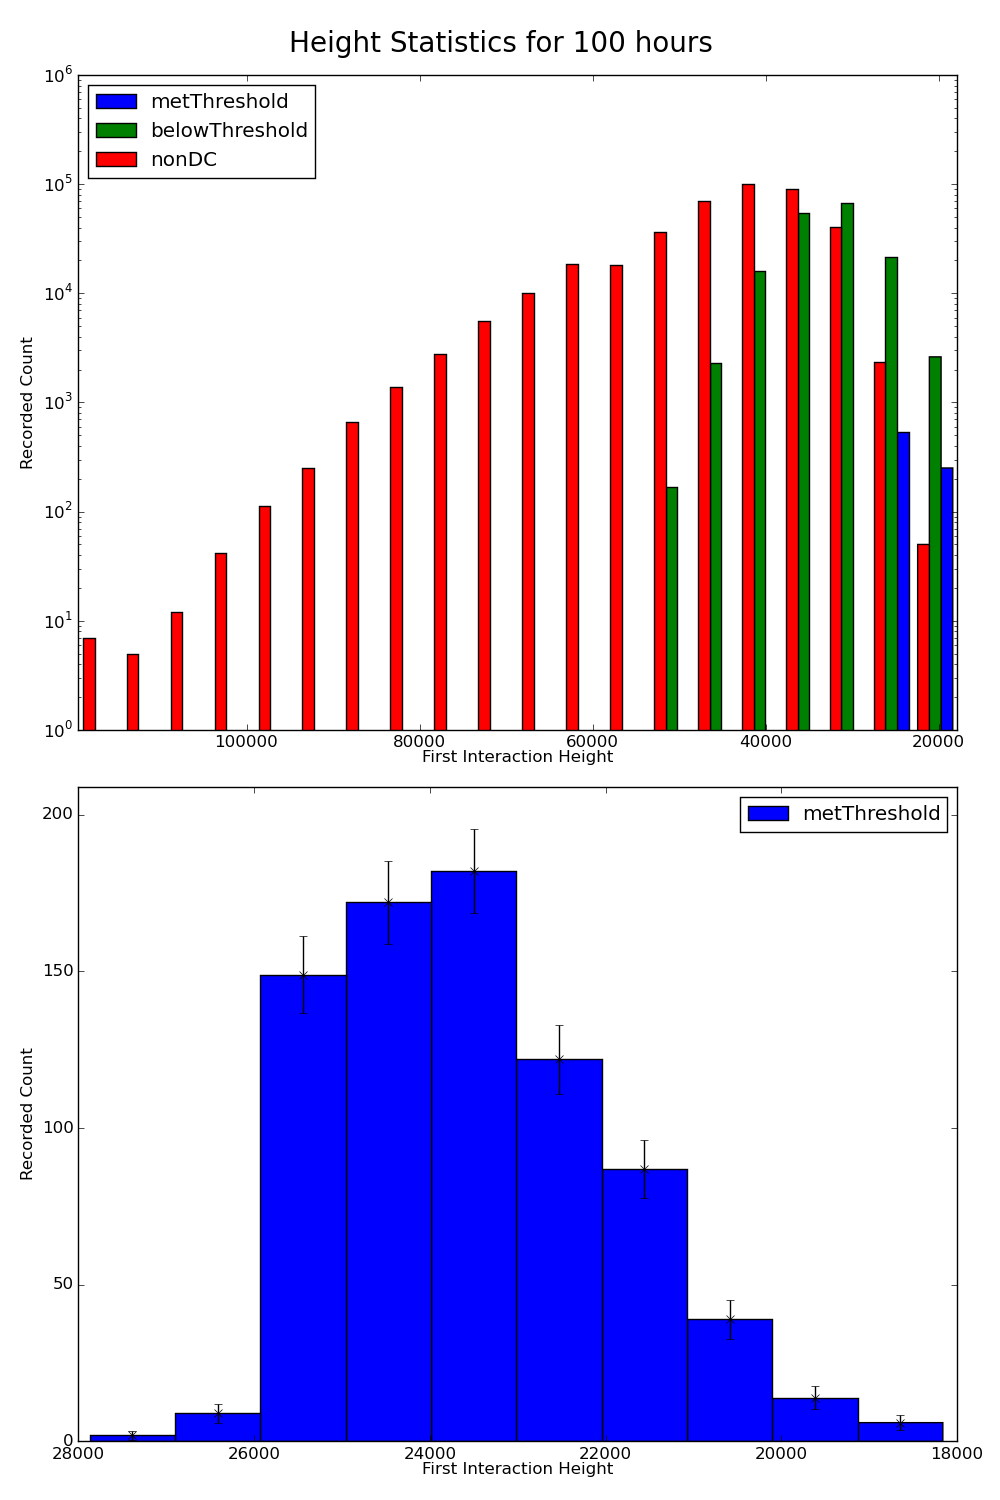 Height Statistics for 100 hours
10^6
10^5
10^4
10^3
10^2
10^1
10^0
Recorded Count
metThreshold
belowThreshold
nonDC
100000 80000 60000 40000 20000
First Interaction Height
200
150
100
50
0
Recorded Count
metThreshold
28000 26000 24000 22000 20000 18000
First Interaction Height